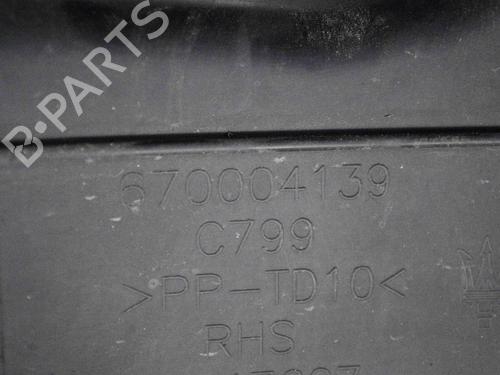 B-PARTS
670004139
C799
>PP-TD10<
RHS